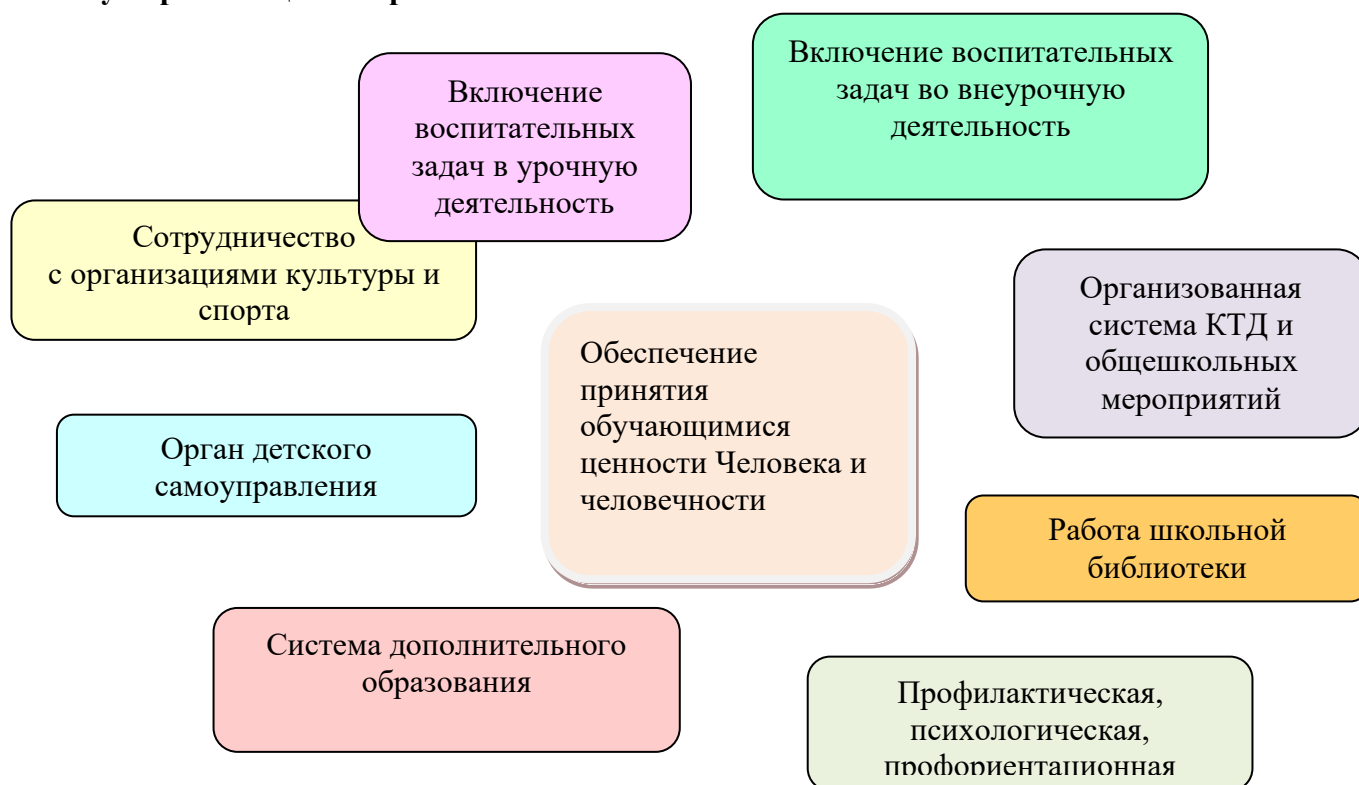 Включение
воспитательных
задач в урочную
деятельность
Включение воспитательных
задач во внеурочную
деятельность
Сотрудничество
с организациями культуры и
спорта
Организованная
система КТД и
общешкольных
мероприятий
Обеспечение
принятия
обучающимися
ценности Человека и
человечности
Орган детского
самоуправления
Работа школьной
библиотеки
Система дополнительного
образования
Профилактическая,
психологическая,
профориентационная